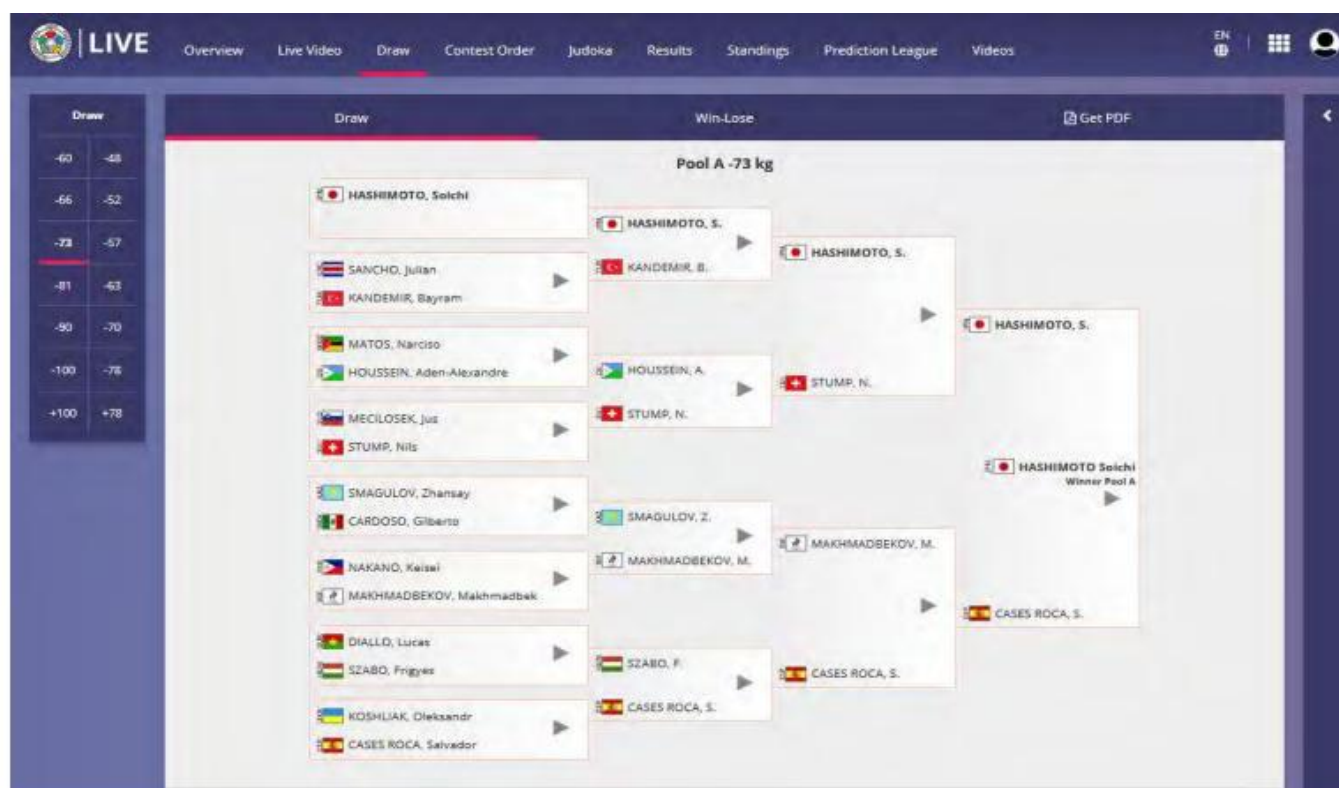 LIVE
Overview Live Video Draw Contest Order Judoka Results Standings Prediction League Videos EN
Draw
-60 -48
-66 -52
-73 -57
-81 -63
-90 -70
-100 -78
+100 +78
Draw Win-Lose Get PDF
Pool A -73 kg
HASHIMOTO, Soichi
SANCHO, Julian
KANDEMIR, Bayram
MATOS, Narciso
HOUSSEIN, Aden-Alexandre
MECILOSEK, Jus
STUMP, Nils
SMAGULOV, Zhansay
CARDOSO, Gilberto
NAKANO, Keisei
MAKHMADBEKOV, Makhmadbek
DIALLO, Lucas
SZABO, Frigyes
KOSHLIAK, Oleksandr
CASES ROCA, Salvador
HASHIMOTO, S.
KANDEMIR, B.
HOUSSEIN, A.
STUMP, N.
SMAGULOV, Z.
MAKHMADBEKOV, M.
SZABO, F.
CASES ROCA, S.
HASHIMOTO, S.
STUMP, N.
MAKHMADBEKOV, M.
CASES ROCA, S.
HASHIMOTO, S.
CASES ROCA, S.
HASHIMOTO Soichi
Winner Pool A